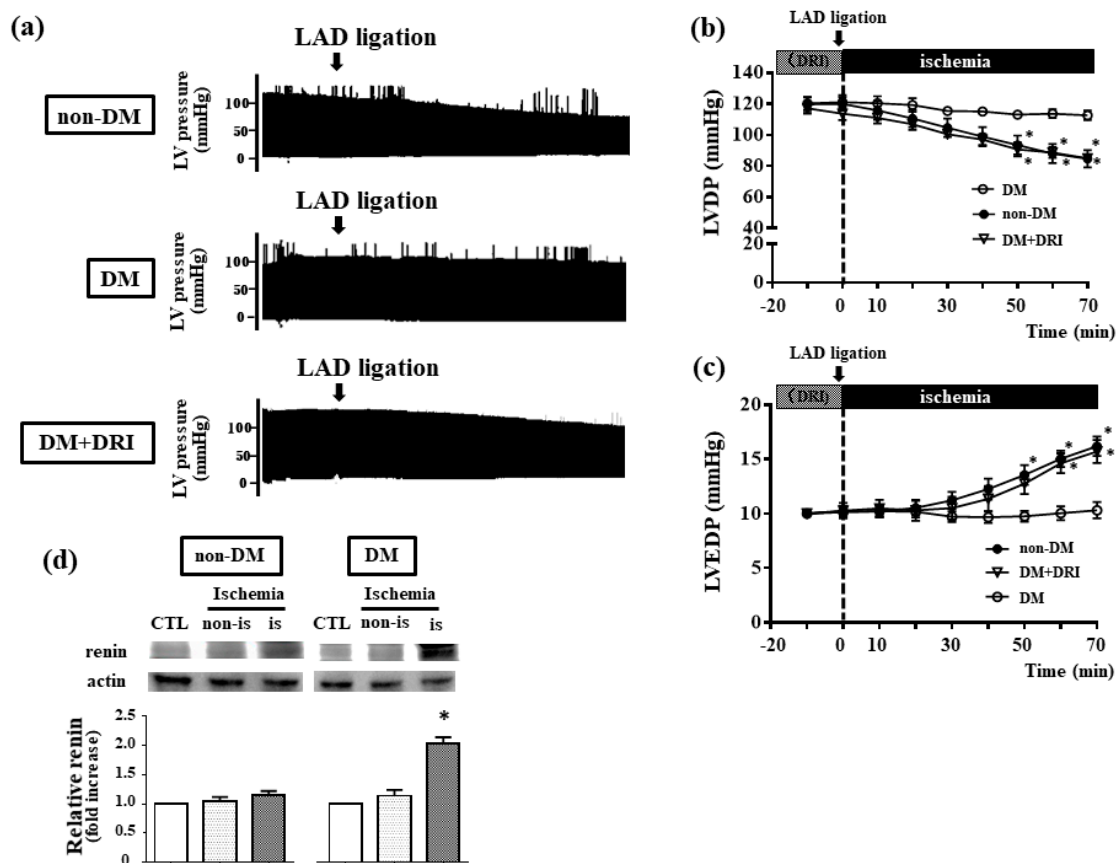 (a)
LAD ligation
non-DM
LV pressure
(mmHg)
100
50
0
LAD ligation
DM
LV pressure
(mmHg)
100
50
0
LAD ligation
DM+DRI
LV pressure
(mmHg)
100
50
0
(b)
LAD ligation
(DRI)
ischemia
LVDP (mmHg)
140
120
100
80
60
40
20
0
* *
* * *
DM
non-DM
DM+DRI
-20 0 10 30 50 70
Time (min)
(c)
LAD ligation
(DRI)
ischemia
LVEDP (mmHg)
20
15
10
5
0
* * *
* *
non-DM
DM+DRI
DM
-20 0 10 30 50 70
Time (min)
(d)
non-DM DM
Ischemia Ischemia
CTL non-is is CTL non-is is
renin
actin
Relative renin
(fold increase)
2.5
2.0
1.5
1.0
0.5
0
*